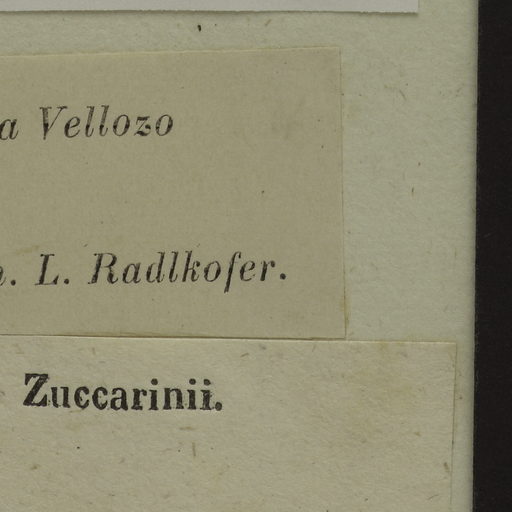 a Vellozo
. L. Radlkofer.
Zuccarinii.